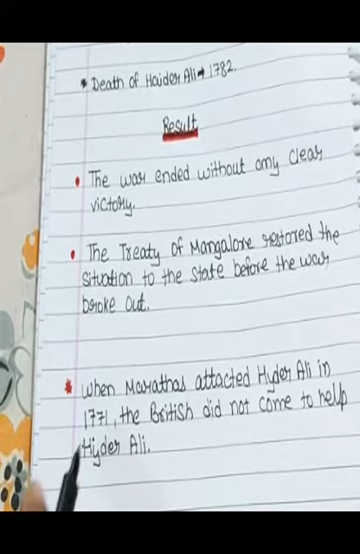 * Death of Haider Ali → 1782.
Result
• The war ended without any clear
victory.
• The Treaty of Mangalore restored the
situation to the state before the war
broke out.
* When Marathas attacted Hyder Ali in
1771, the British did not come to help
Hyder Ali.